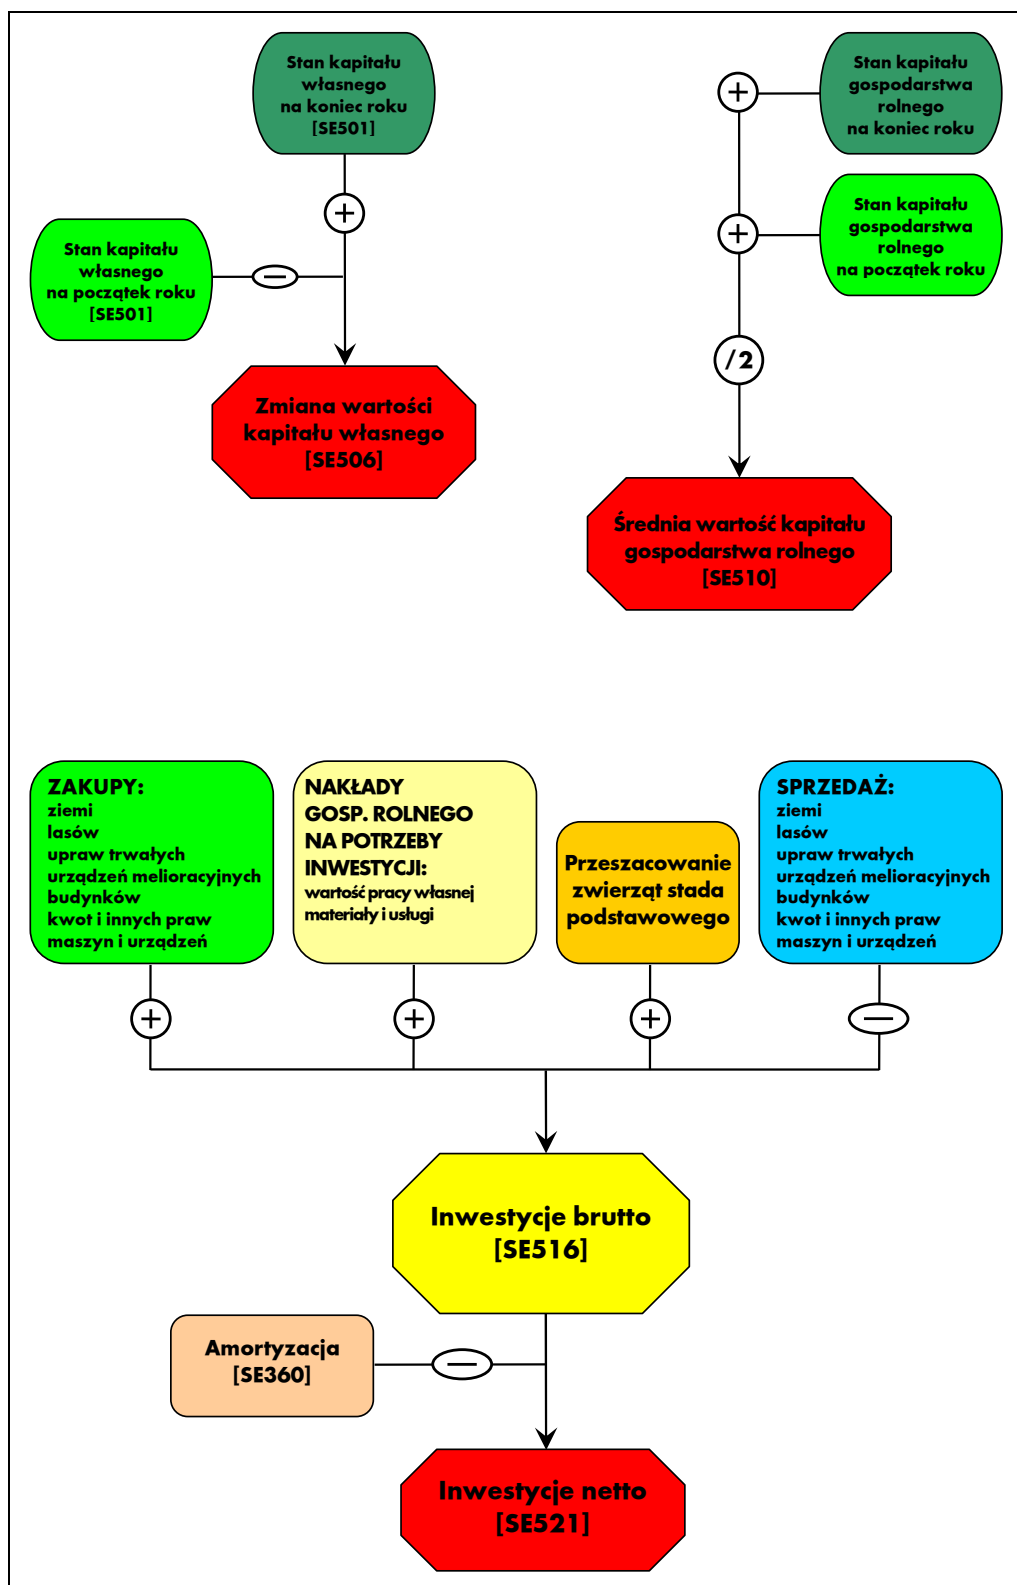 Stan kapitału
własnego
na koniec roku
[SE501]
+
Stan kapitału
własnego
na początek roku
[SE501]
−
Zmiana wartości
kapitału własnego
[SE506]
Stan kapitału
gospodarstwa
rolnego
na koniec roku
+
Stan kapitału
gospodarstwa
rolnego
na początek roku
+
/2
Średnia wartość kapitału
gospodarstwa rolnego
[SE510]
ZAKUPY:
ziemi
lasów
upraw trwałych
urządzeń melioracyjnych
budynków
kwot i innych praw
maszyn i urządzeń
NAKŁADY
GOSP. ROLNEGO
NA POTRZEBY
INWESTYCJI:
wartość pracy własnej
materiały i usługi
Przeszacowanie
zwierząt stada
podstawowego
SPRZEDAŻ:
ziemi
lasów
upraw trwałych
urządzeń melioracyjnych
budynków
kwot i innych praw
maszyn i urządzeń
+
+
+
−
Inwestycje brutto
[SE516]
Amortyzacja
[SE360]
−
Inwestycje netto
[SE521]